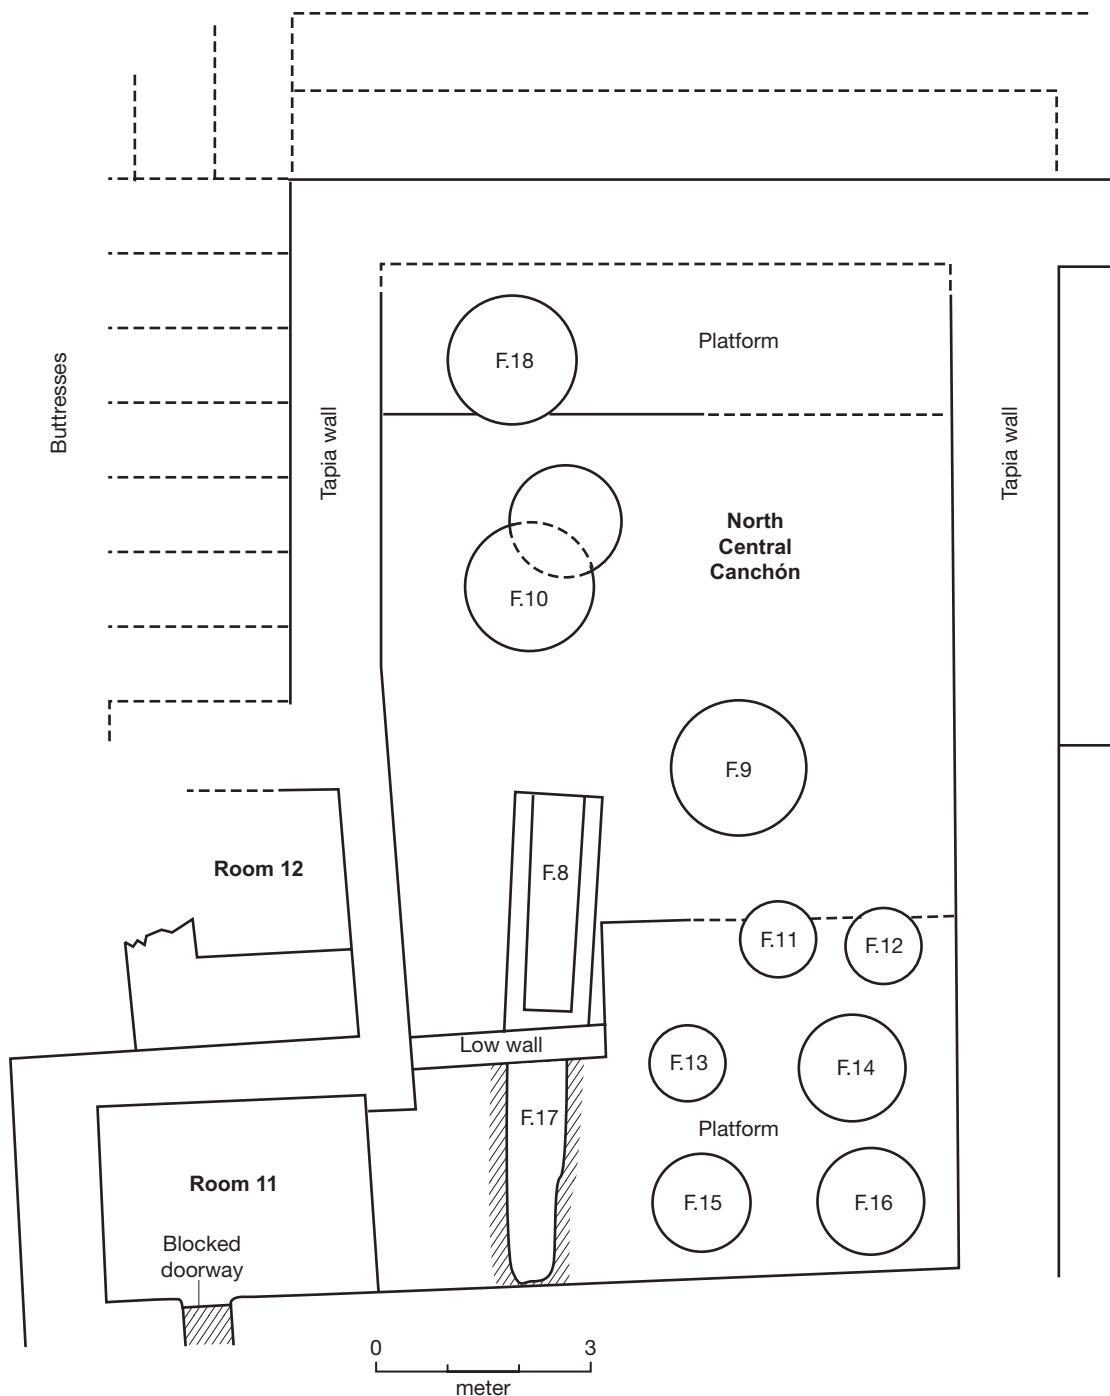 F.18
Platform
Buttresses
Tapia wall
Tapia wall
North
Central
Canchón
F.10
F.9
Room 12
F.8
F.11
F.12
Low wall
F.13
F.14
F.17
Platform
Room 11
F.15
F.16
Blocked
doorway
0 3
meter